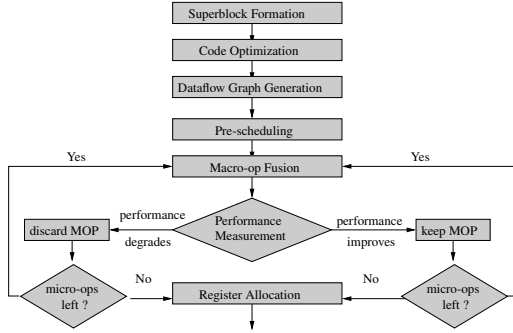 Superblock Formation
Code Optimization
Dataflow Graph Generation
Pre-scheduling
Yes
Yes
Macro-op Fusion
performance
degrades
Performance
Measurement
performance
improves
discard MOP
keep MOP
micro-ops
left ?
No
Register Allocation
No
micro-ops
left ?